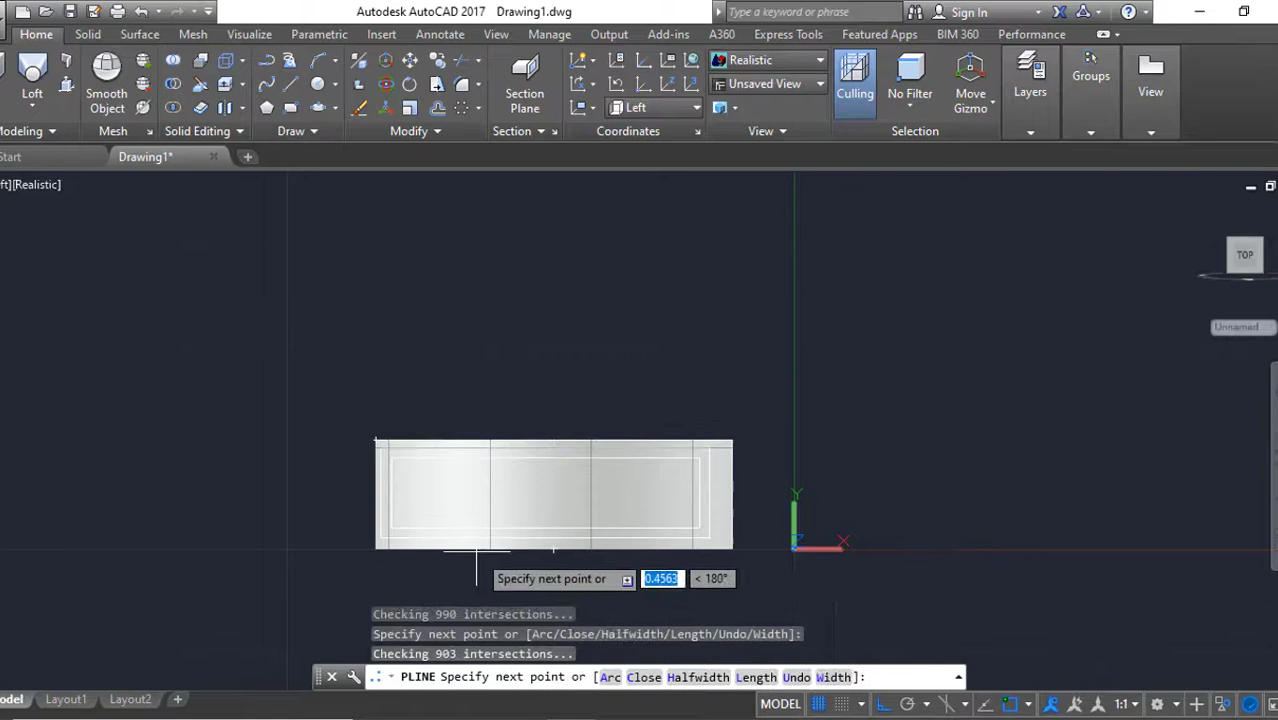 Autodesk AutoCAD 2017 Drawing1.dwg
Type a keyword or phrase
Sign In
Home Solid Surface Mesh Visualize Parametric Insert Annotate View Manage Output Add-ins A360 Express Tools Featured Apps BIM 360 Performance
Realistic
Unsaved View
Left
Loft
Smooth Object
Section Plane
Culling
No Filter
Move Gizmo
Layers
Groups
View
odeling Mesh Solid Editing Draw Modify Section Coordinates View Selection
Start Drawing1*
ft][Realistic]
TOP
Unnamed
Y
X
Specify next point or 0.4563 < 180°
Checking 990 intersections...
Specify next point or [Arc/Close/Halfwidth/Length/Undo/Width]:
Checking 903 intersections...
PLINE Specify next point or [Arc Close Halfwidth Length Undo Width]:
odel Layout1 Layout2 +
MODEL
1:1